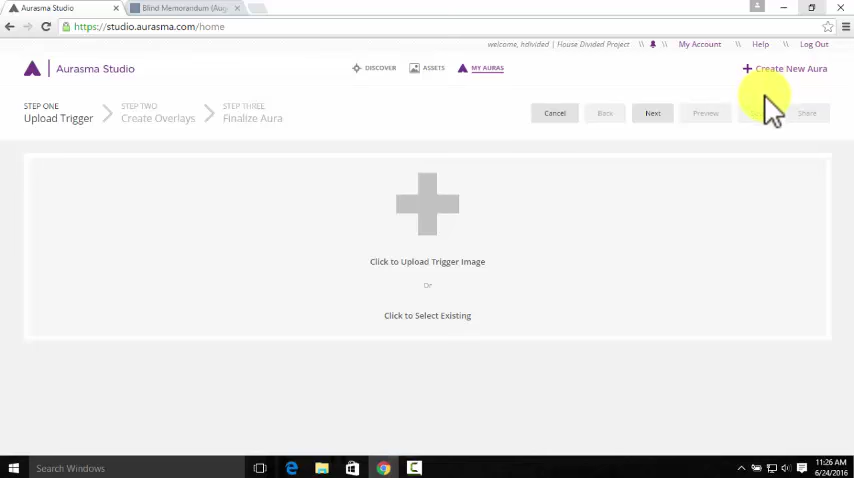 Aurasma Studio
Blind Memorandum (Aug
https://studio.aurasma.com/home
welcome, hdivided | House Divided Project \\ \\ My Account \\ Help \\ Log Out
Aurasma Studio
DISCOVER ASSETS MY AURAS
+ Create New Aura
STEP ONE STEP TWO STEP THREE
Upload Trigger Create Overlays Finalize Aura
Cancel Back Next Preview Share
Click to Upload Trigger Image
Or
Click to Select Existing
Search Windows
11:26 AM
6/24/2016